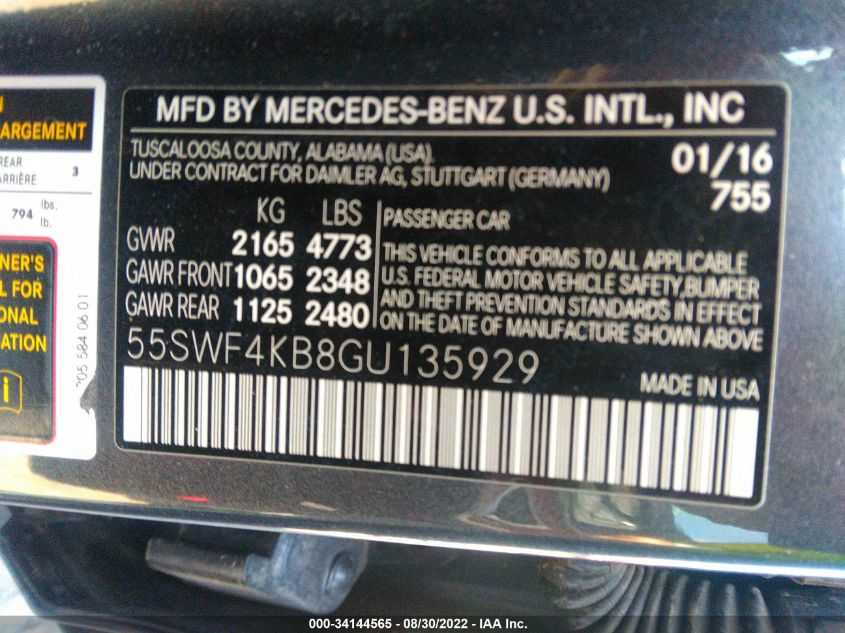 MFD BY MERCEDES-BENZ U.S. INTL., INC
TUSCALOOSA COUNTY, ALABAMA (USA)
UNDER CONTRACT FOR DAIMLER AG, STUTTGART (GERMANY)
01/16
755
KG LBS
GVWR 2165 4773
GAWR FRONT 1065 2348
GAWR REAR 1125 2480
PASSENGER CAR
THIS VEHICLE CONFORMS TO ALL APPLICABLE
U.S. FEDERAL MOTOR VEHICLE SAFETY, BUMPER
AND THEFT PREVENTION STANDARDS IN EFFECT
ON THE DATE OF MANUFACTURE SHOWN ABOVE
55SWF4KB8GU135929
MADE IN USA
ARGEMENT
REAR
ARRIÈRE 3
794 lbs.
lb.
NER'S
L FOR
ONAL
ATION
i
205 584 06 01
000-34144565 - 08/30/2022 - IAA Inc.